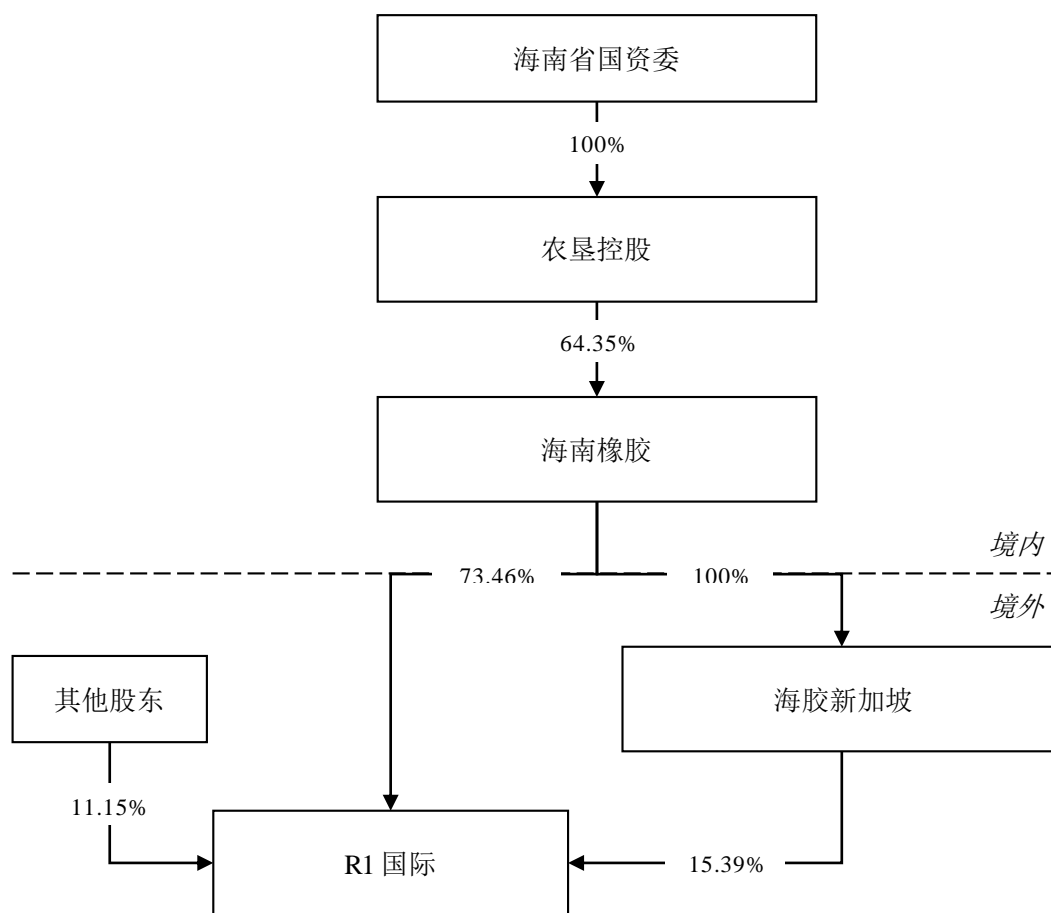 海南省国资委
100%
农垦控股
64.35%
海南橡胶
境内
73.46%
100%
境外
其他股东
海胶新加坡
11.15%
R1 国际
15.39%